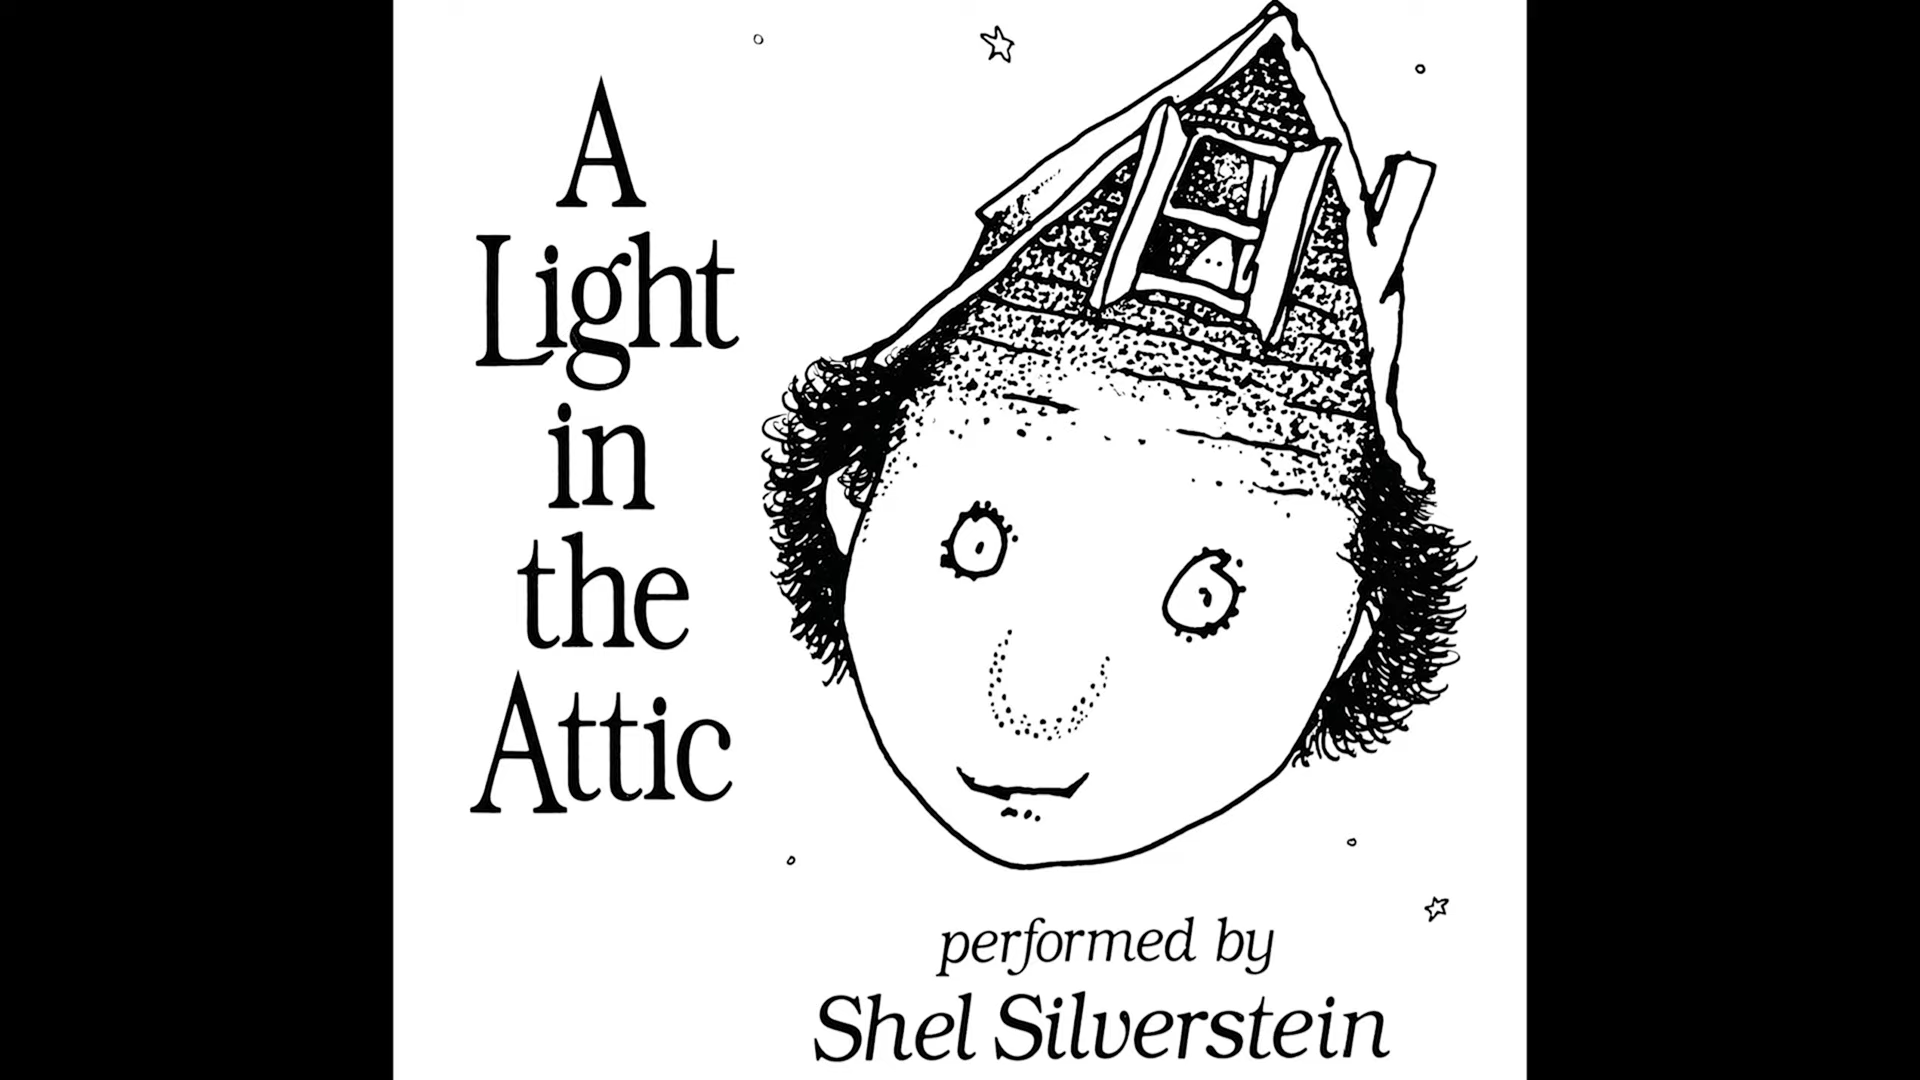 A
Light
in
the
Attic
performed by
Shel Silverstein